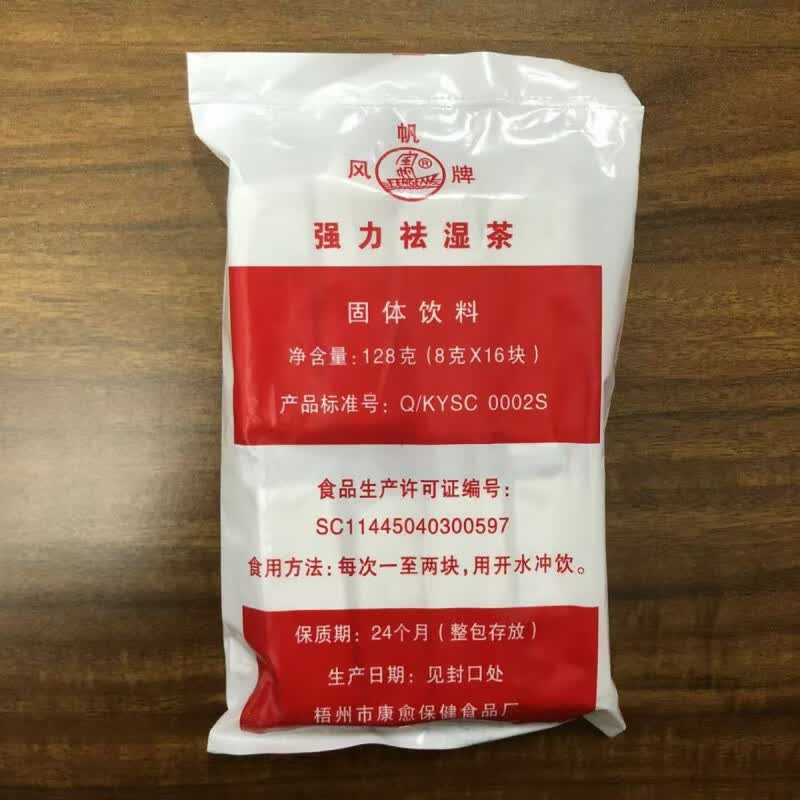 帆
风 牌
®
FENGFAN
强力祛湿茶
固体饮料
净含量: 128克 (8克X16块)
产品标准号: Q/KYSC 0002S
食品生产许可证编号:
SC11445040300597
食用方法: 每次一至两块,用开水冲饮。
保质期: 24个月 (整包存放)
生产日期: 见封口处
梧州市康愈保健食品厂